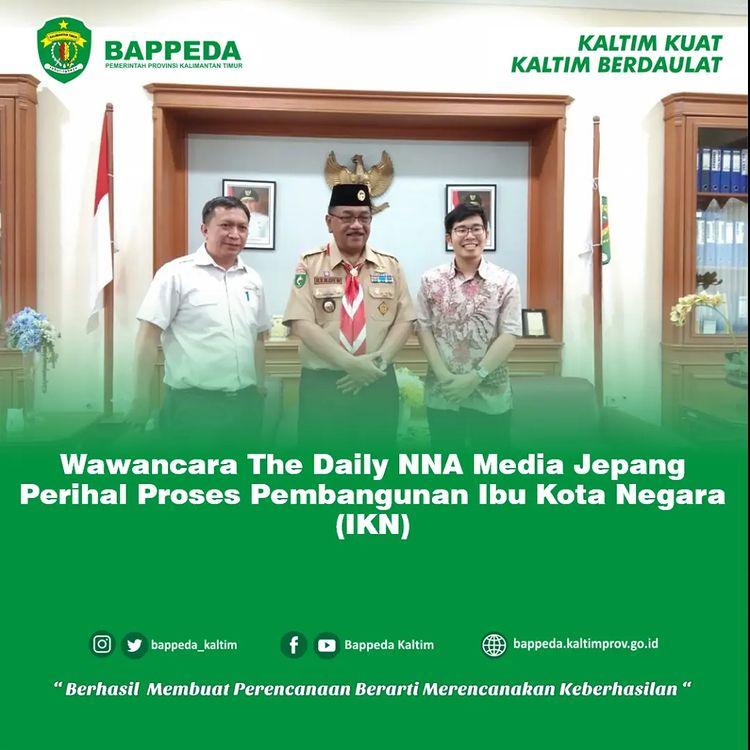 BAPPEDA
PEMERINTAH PROVINSI KALIMANTAN TIMUR
KALTIM KUAT
KALTIM BERDAULAT
Wawancara The Daily NNA Media Jepang
Perihal Proses Pembangunan Ibu Kota Negara
(IKN)
bappeda_kaltim
Bappeda Kaltim
bappeda.kaltimprov.go.id
“ Berhasil Membuat Perencanaan Berarti Merencanakan Keberhasilan “